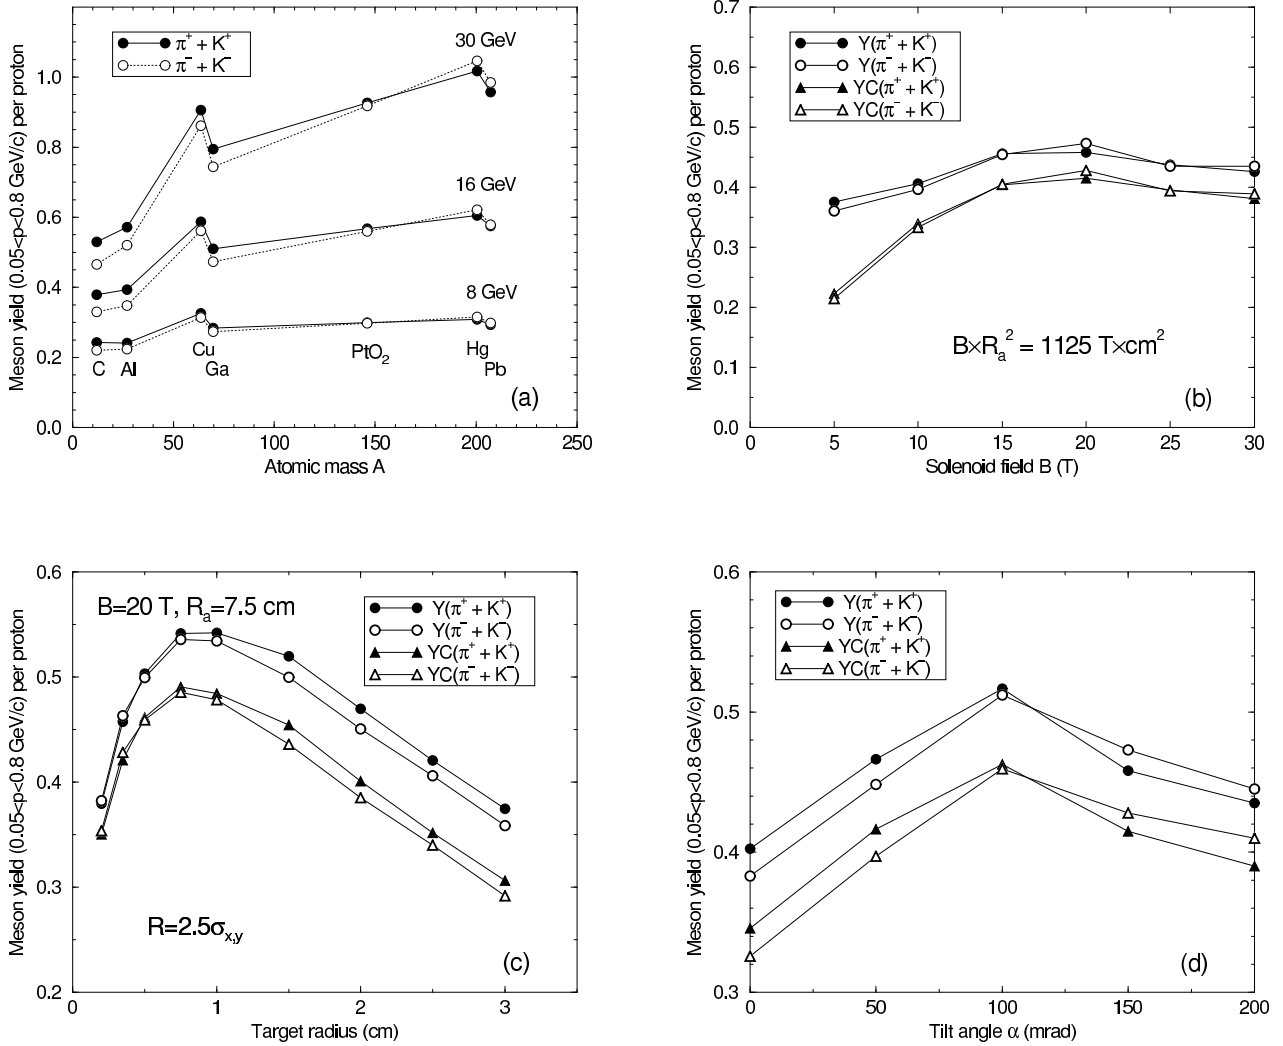 Meson yield (0.05<p<0.8 GeV/c) per proton
1.0
0.8
0.6
0.4
0.2
0.0
π⁺ + K⁺
π⁻ + K⁻
30 GeV
16 GeV
8 GeV
C
Al
Cu
Ga
PtO₂
Hg
Pb
(a)
0 50 100 150 200 250
Atomic mass A
Meson yield (0.05<p<0.8 GeV/c) per proton
0.7
0.6
0.5
0.4
0.3
0.2
0.1
0.0
Y(π⁺ + K⁺)
Y(π⁻ + K⁻)
YC(π⁺ + K⁺)
YC(π⁻ + K⁻)
B×Rₐ² = 1125 T×cm²
(b)
0 5 10 15 20 25 30
Solenoid field B (T)
Meson yield (0.05<p<0.8 GeV/c) per proton
0.6
0.5
0.4
0.3
0.2
B=20 T, Rₐ=7.5 cm
Y(π⁺ + K⁺)
Y(π⁻ + K⁻)
YC(π⁺ + K⁺)
YC(π⁻ + K⁻)
R=2.5σx,y
(c)
0 1 2 3
Target radius (cm)
Meson yield (0.05<p<0.8 GeV/c) per proton
0.6
0.5
0.4
0.3
Y(π⁺ + K⁺)
Y(π⁻ + K⁻)
YC(π⁺ + K⁺)
YC(π⁻ + K⁻)
(d)
0 50 100 150 200
Tilt angle α (mrad)